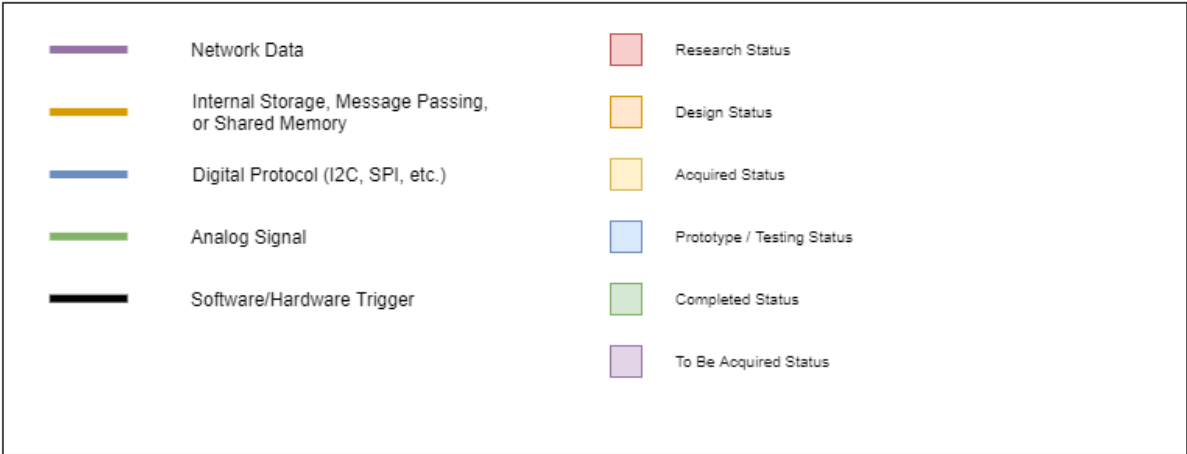 Network Data
Internal Storage, Message Passing,
or Shared Memory
Digital Protocol (I2C, SPI, etc.)
Analog Signal
Software/Hardware Trigger
Research Status
Design Status
Acquired Status
Prototype / Testing Status
Completed Status
To Be Acquired Status